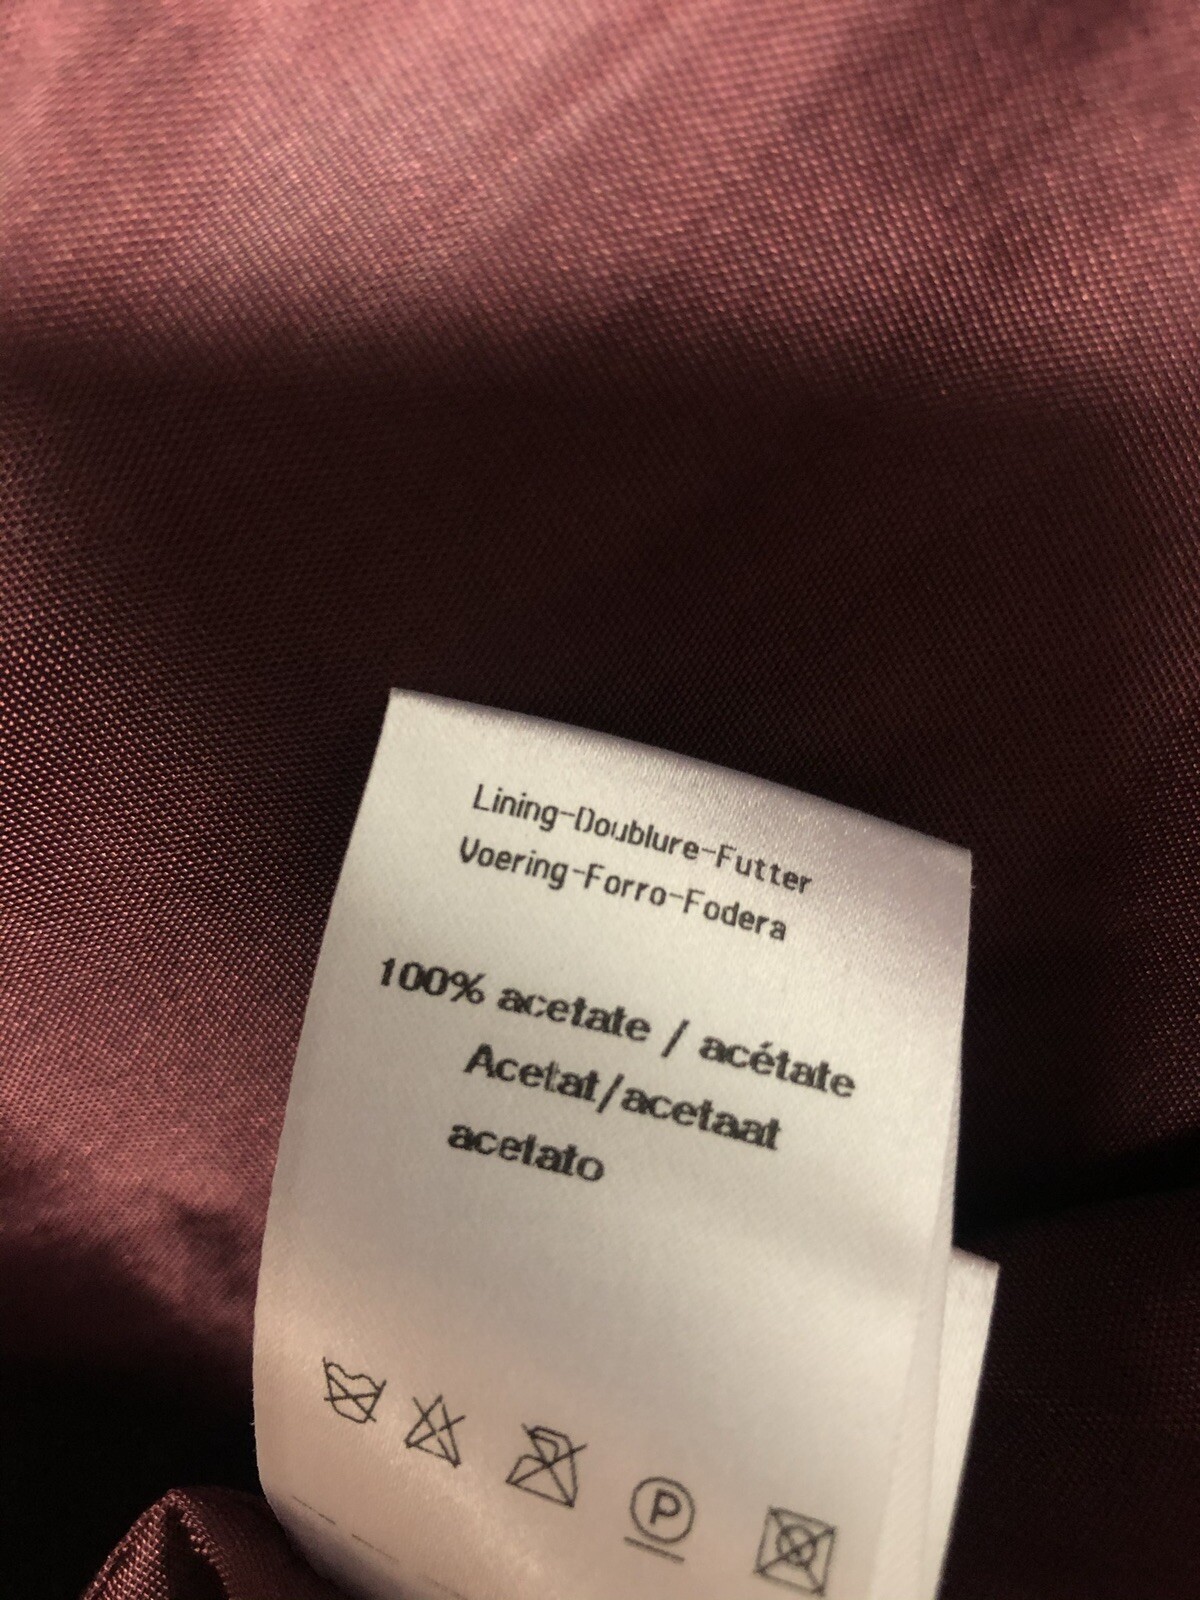 Lining-Doublure-Futter
Voering-Forro-Fodera
100% acetate / acétate
Acetat/acetaat
acetato
P